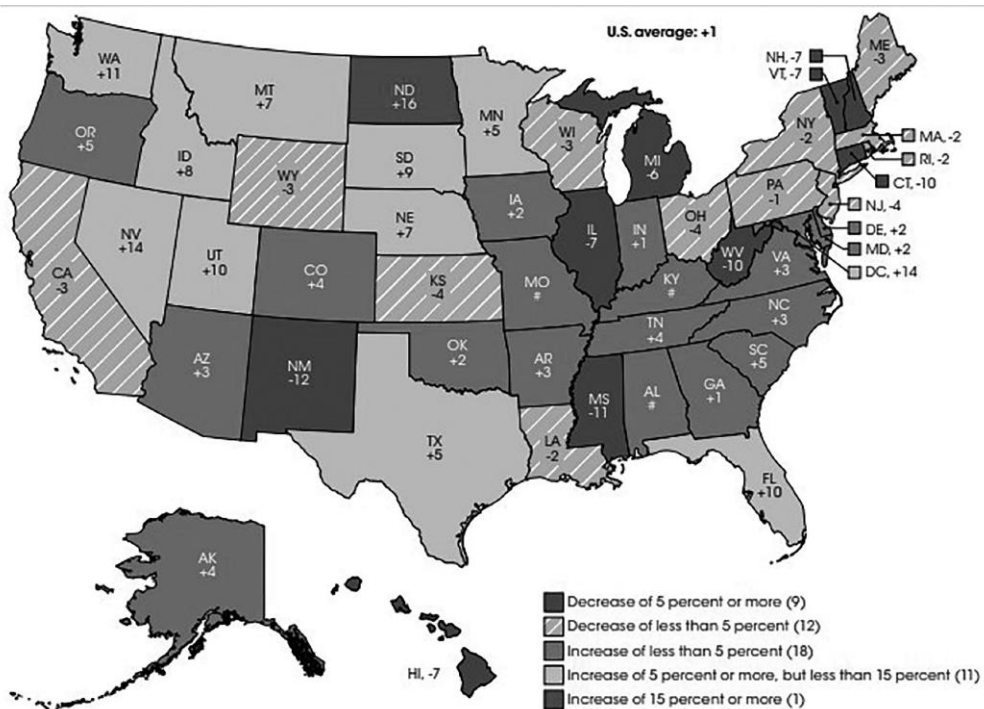 U.S. average: +1
WA
+11
OR
+5
CA
-3
NV
+14
ID
+8
MT
+7
WY
-3
UT
+10
CO
+4
AZ
+3
NM
-12
ND
+16
SD
+9
NE
+7
KS
-4
OK
+2
TX
+5
MN
+5
IA
+2
MO
#
AR
+3
LA
-2
WI
-3
IL
-7
MI
-6
IN
+1
OH
-4
KY
#
TN
+4
MS
-11
AL
#
GA
+1
FL
+10
SC
+5
NC
+3
VA
+3
WV
-10
PA
-1
NY
-2
ME
-3
NH, -7
VT, -7
MA, -2
RI, -2
CT, -10
NJ, -4
DE, +2
MD, +2
DC, +14
AK
+4
HI, -7
Decrease of 5 percent or more (9)
Decrease of less than 5 percent (12)
Increase of less than 5 percent (18)
Increase of 5 percent or more, but less than 15 percent (11)
Increase of 15 percent or more (1)